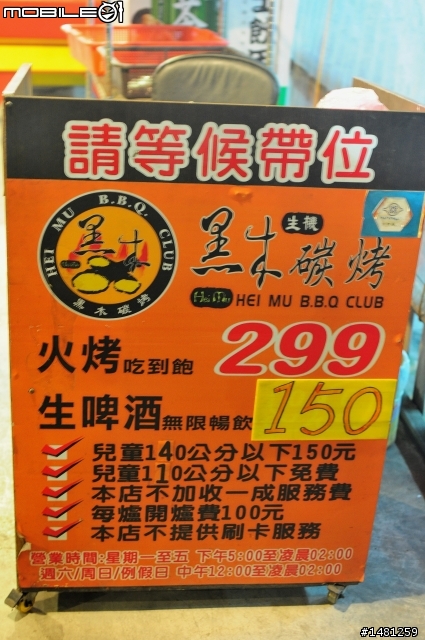 MOBILE01
請等候帶位
HEI MU B.B.Q. CLUB
黑木
黑木碳烤
黑木碳烤
生機
HEI MU B.B.Q CLUB
火烤吃到飽 299
生啤酒無限暢飲 150
兒童140公分以下150元
兒童110公分以下免費
本店不加收一成服務費
每爐開爐費100元
本店不提供刷卡服務
營業時間:星期一至五 下午5:00至凌晨02:00
週六/周日/例假日 中午12:00至凌晨02:00
#1481259